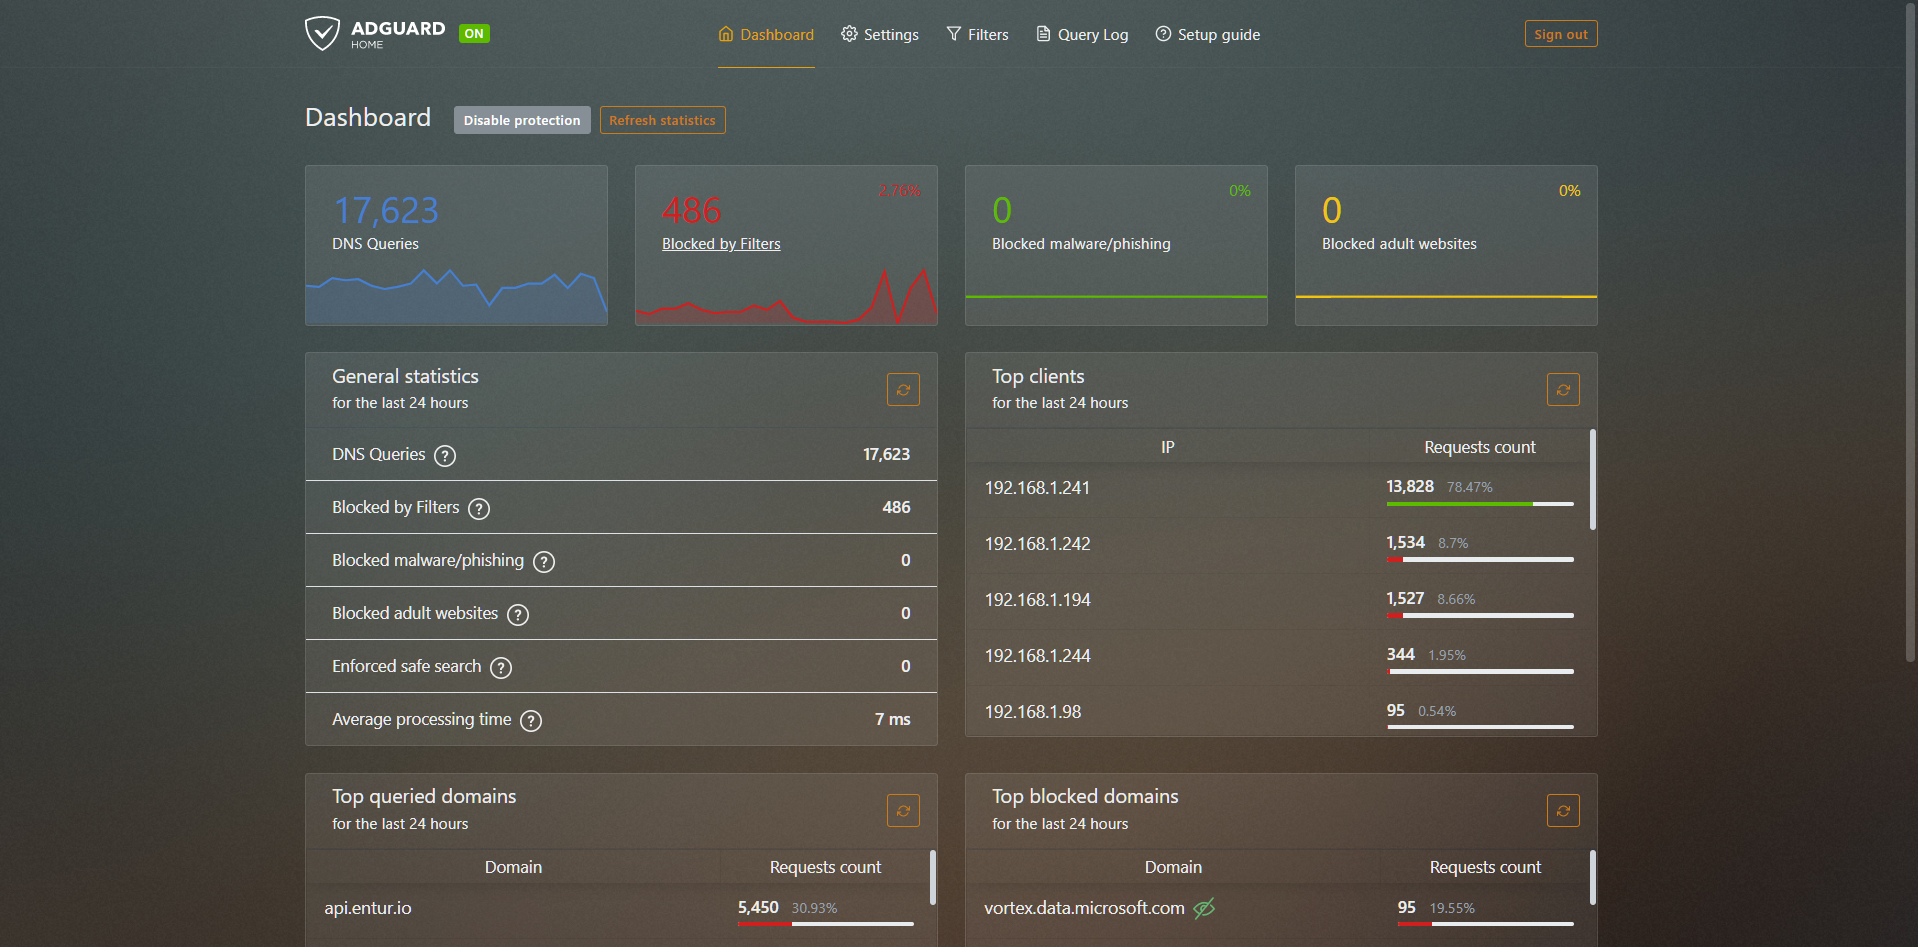 ADGUARD
HOME
ON
Dashboard
Settings
Filters
Query Log
Setup guide
Sign out
Dashboard
Disable protection
Refresh statistics
17,623
DNS Queries
2.76%
486
Blocked by Filters
0%
0
Blocked malware/phishing
0%
0
Blocked adult websites
General statistics
for the last 24 hours
DNS Queries ? 17,623
Blocked by Filters ? 486
Blocked malware/phishing ? 0
Blocked adult websites ? 0
Enforced safe search ? 0
Average processing time ? 7 ms
Top clients
for the last 24 hours
IP Requests count
192.168.1.241 13,828 78.47%
192.168.1.242 1,534 8.7%
192.168.1.194 1,527 8.66%
192.168.1.244 344 1.95%
192.168.1.98 95 0.54%
Top queried domains
for the last 24 hours
Domain Requests count
api.entur.io 5,450 30.93%
Top blocked domains
for the last 24 hours
Domain Requests count
vortex.data.microsoft.com 95 19.55%